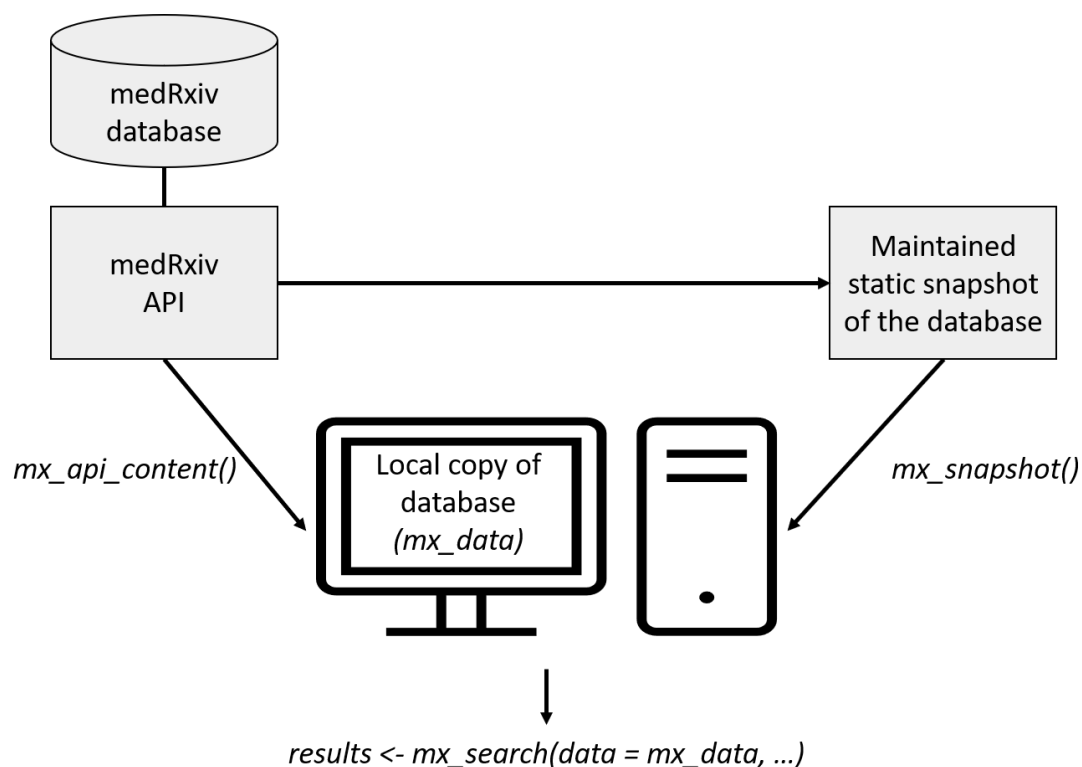 medRxiv
database
medRxiv
API
Maintained
static snapshot
of the database
mx_api_content()
Local copy of
database
(mx_data)
mx_snapshot()
results <- mx_search(data = mx_data, ...)